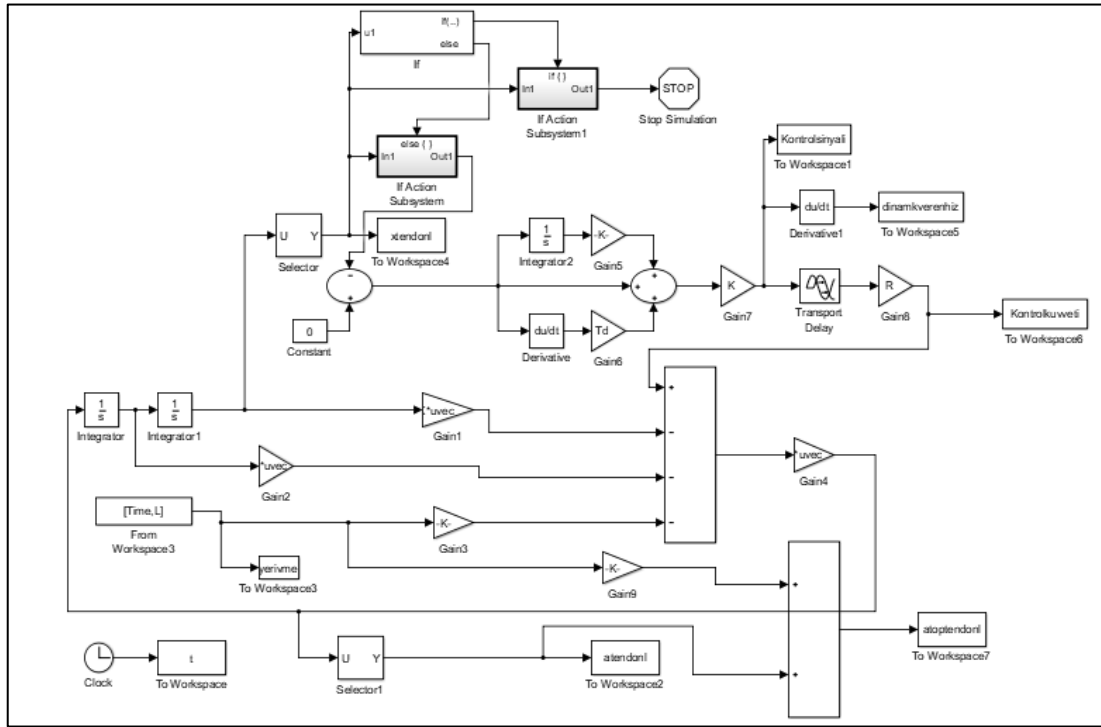 u1
If(...)
else
If
if { }
In1
Out1
If Action
Subsystem1
STOP
Stop Simulation
else { }
In1
Out1
If Action
Subsystem
Kontrolsinyali
To Workspace1
du/dt
Derivative1
dinamkverenhiz
To Workspace5
U
Y
Selector
xtendonl
To Workspace4
1
s
Integrator2
-K-
Gain5
K
Gain7
Transport
Delay
R
Gain8
Kontrolkuvveti
To Workspace6
0
Constant
du/dt
Derivative
Td
Gain6
1
s
Integrator
1
s
Integrator1
*uvec
Gain1
*uvec
Gain2
*uvec
Gain4
[Time,L]
From
Workspace3
-K-
Gain3
yerivme
To Workspace3
-K-
Gain9
atoptendonl
To Workspace7
Clock
t
To Workspace
U
Y
Selector1
atendonl
To Workspace2